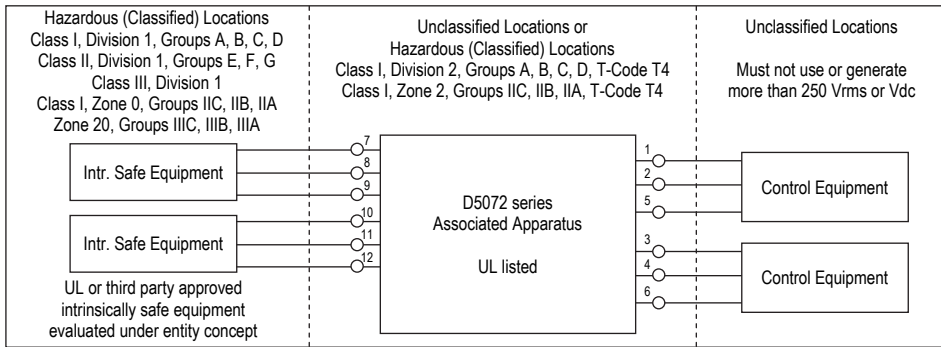 Hazardous (Classified) Locations
Class I, Division 1, Groups A, B, C, D
Class II, Division 1, Groups E, F, G
Class III, Division 1
Class I, Zone 0, Groups IIC, IIB, IIA
Zone 20, Groups IIIC, IIIB, IIIA
Intr. Safe Equipment
Intr. Safe Equipment
UL or third party approved
intrinsically safe equipment
evaluated under entity concept
Unclassified Locations or
Hazardous (Classified) Locations
Class I, Division 2, Groups A, B, C, D, T-Code T4
Class I, Zone 2, Groups IIC, IIB, IIA, T-Code T4
7
8
9
10
11
12
D5072 series
Associated Apparatus
UL listed
1
2
5
3
4
6
Unclassified Locations
Must not use or generate
more than 250 Vrms or Vdc
Control Equipment
Control Equipment